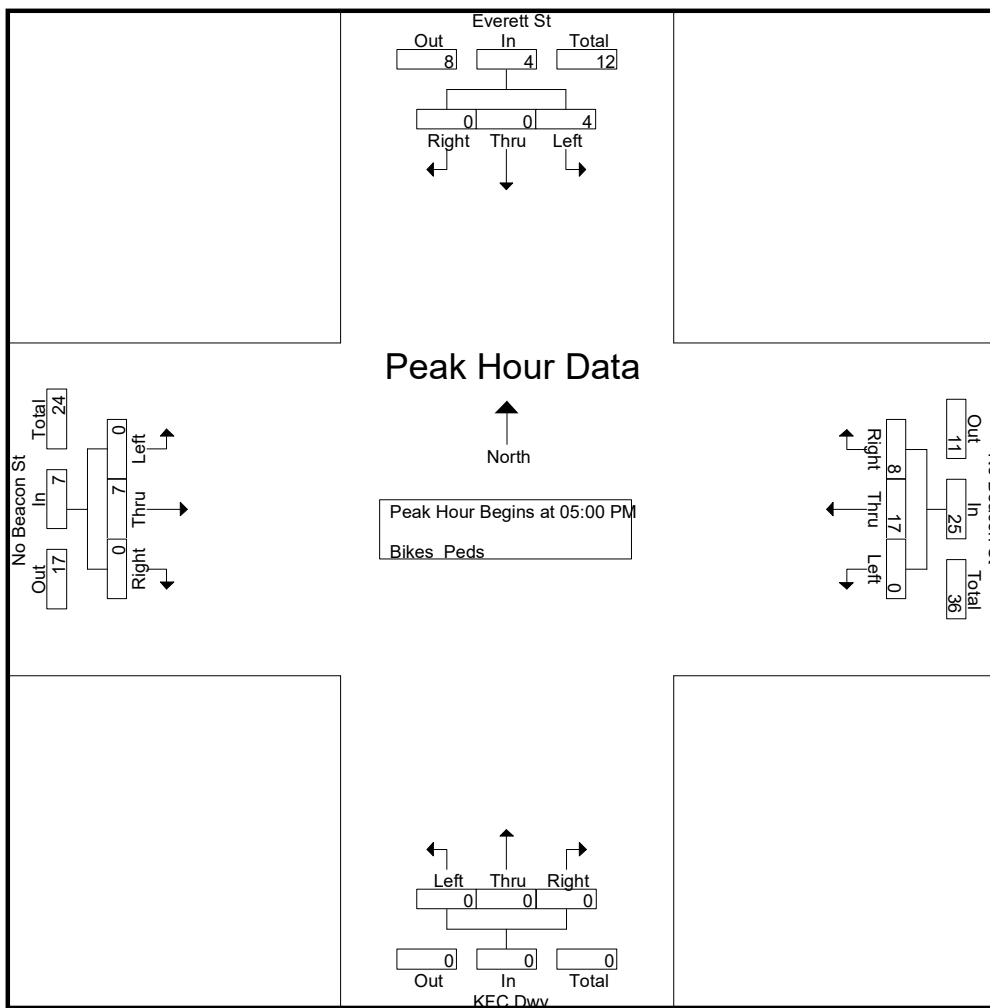 Everett St
Out In Total
8 4 12
0 0 4
Right Thru Left
Peak Hour Data
North
Peak Hour Begins at 05:00 PM
Bikes Peds
No Beacon St
Total In Out
24 7 17
0 7 0
Left Thru Right
Right Thru Left
8 17 0
Out In Total
11 25 36
Left Thru Right
0 0 0
0 0 0
Out In Total
KFC Dwy